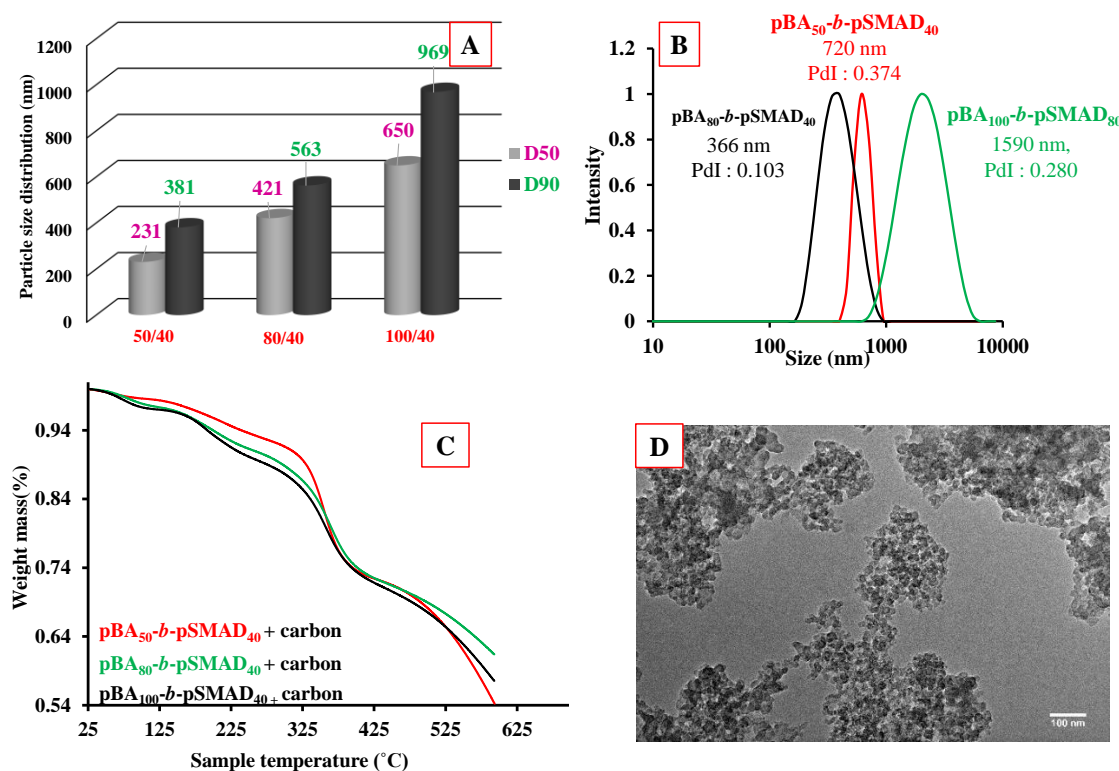 A
Particle size distribution (nm)
1200
1000
800
600
400
200
0
231
381
421
563
650
969
50/40
80/40
100/40
D50
D90
B
pBA50-b-pSMAD40
720 nm
PdI : 0.374
pBA80-b-pSMAD40
366 nm
PdI : 0.103
pBA100-b-pSMAD80
1590 nm,
PdI : 0.280
Intensity
1.2
1
0.8
0.6
0.4
0.2
0
10
100
1000
10000
Size (nm)
C
Weight mass(%)
0.94
0.84
0.74
0.64
0.54
pBA50-b-pSMAD40 + carbon
pBA80-b-pSMAD40 + carbon
pBA100-b-pSMAD40 + carbon
25
125
225
325
425
525
625
Sample temperature (˚C)
D
100 nm